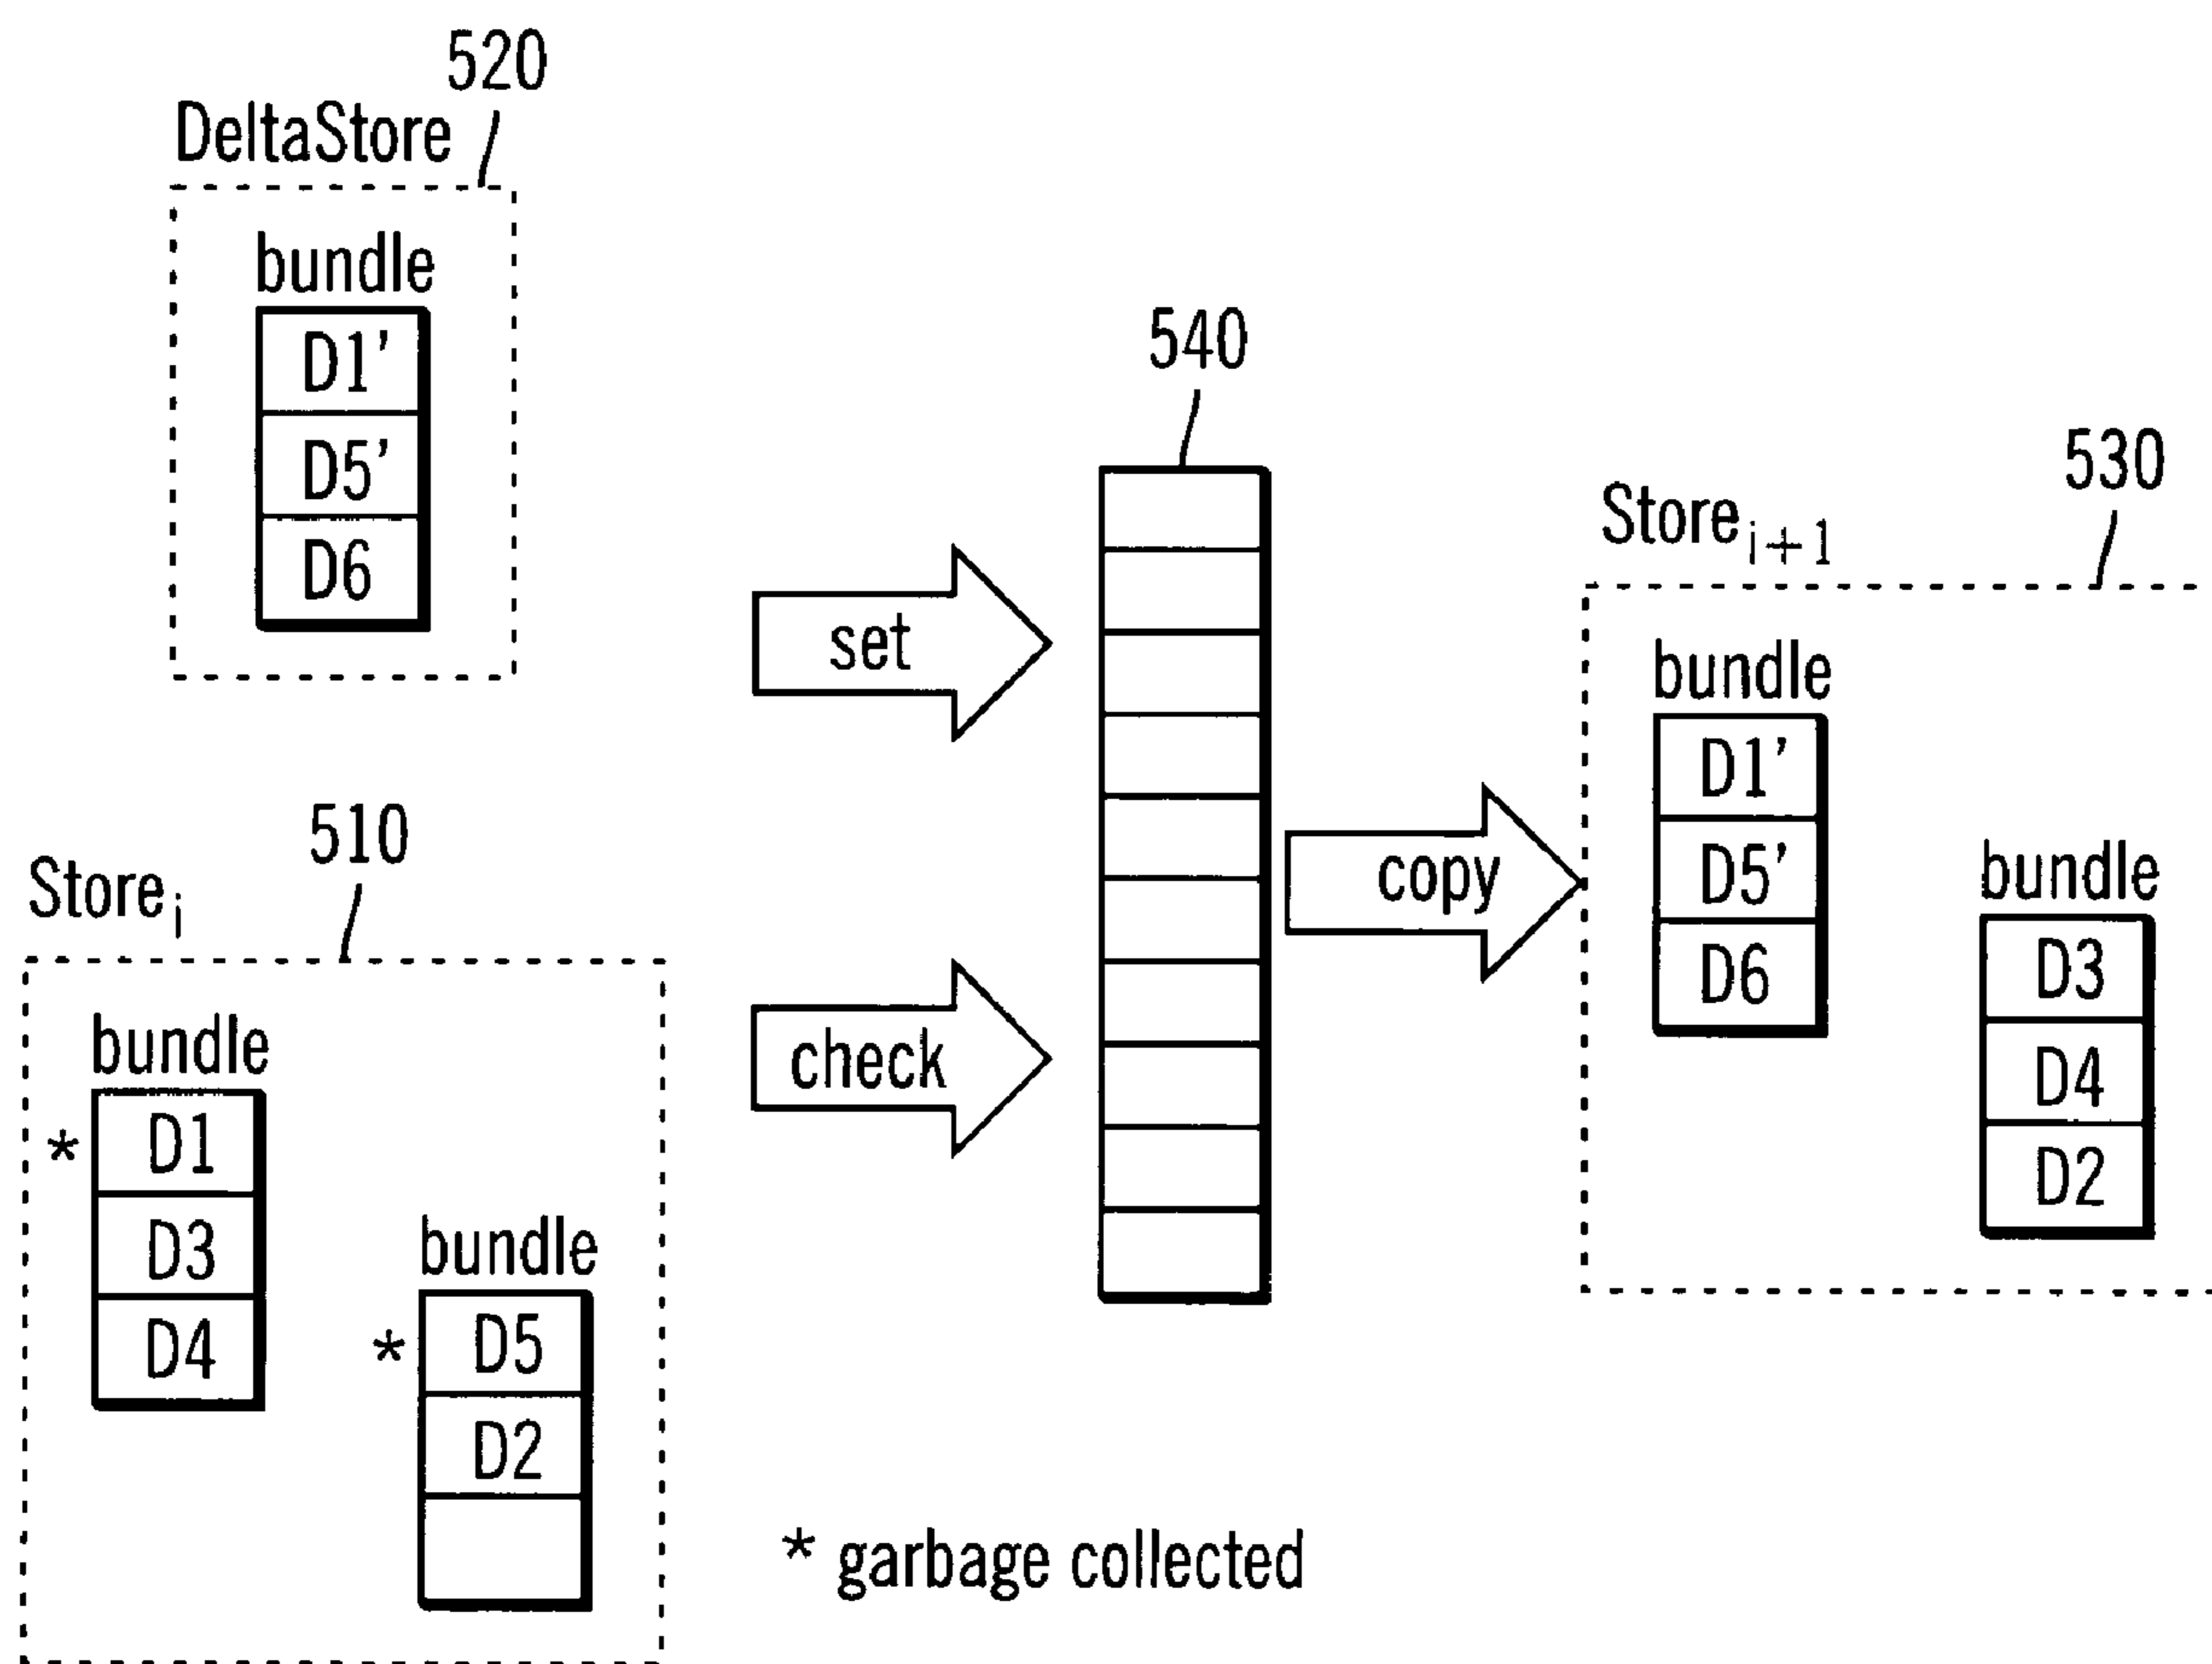 520
DeltaStore
bundle
D1'
D5'
D6
540
set
530
Store i+1
bundle
D1'
D5'
D6
bundle
D3
D4
D2
copy
510
Store i
bundle
* D1
D3
D4
bundle
* D5
D2
check
* garbage collected